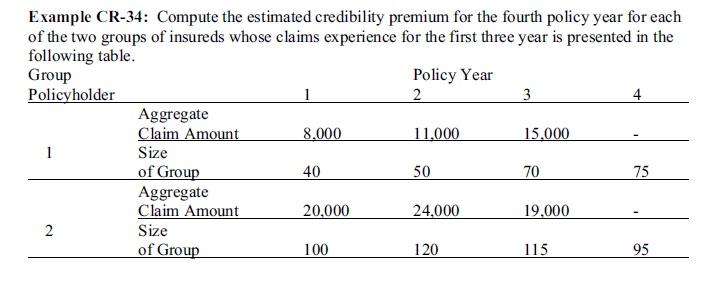 Example CR-34: Compute the estimated credibility premium for the fourth policy year for each
of the two groups of insureds whose claims experience for the first three year is presented in the
following table.
Group Policy Year
Policyholder 1 2 3 4
Aggregate
Claim Amount 8,000 11,000 15,000 -
1 Size
of Group 40 50 70 75
Aggregate
Claim Amount 20,000 24,000 19,000 -
2 Size
of Group 100 120 115 95